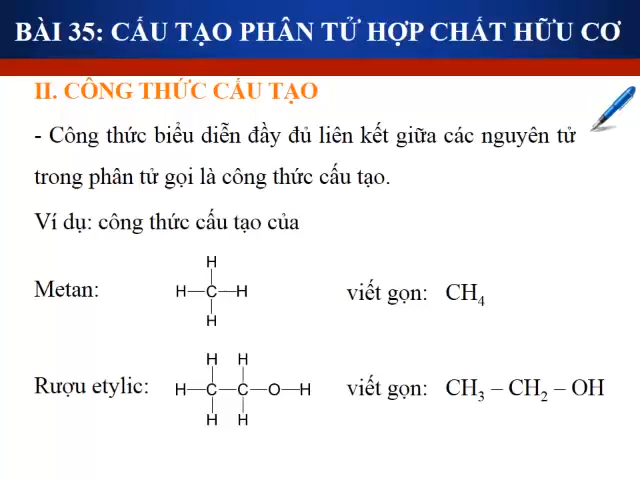 BÀI 35: CẤU TẠO PHÂN TỬ HỢP CHẤT HỮU CƠ
II. CÔNG THỨC CẤU TẠO
- Công thức biểu diễn đầy đủ liên kết giữa các nguyên tử
trong phân tử gọi là công thức cấu tạo.
Ví dụ: công thức cấu tạo của
H
Metan: H—C—H viết gọn: CH₄
H
H H
Rượu etylic: H—C—C—O—H viết gọn: CH₃ – CH₂ – OH
H H